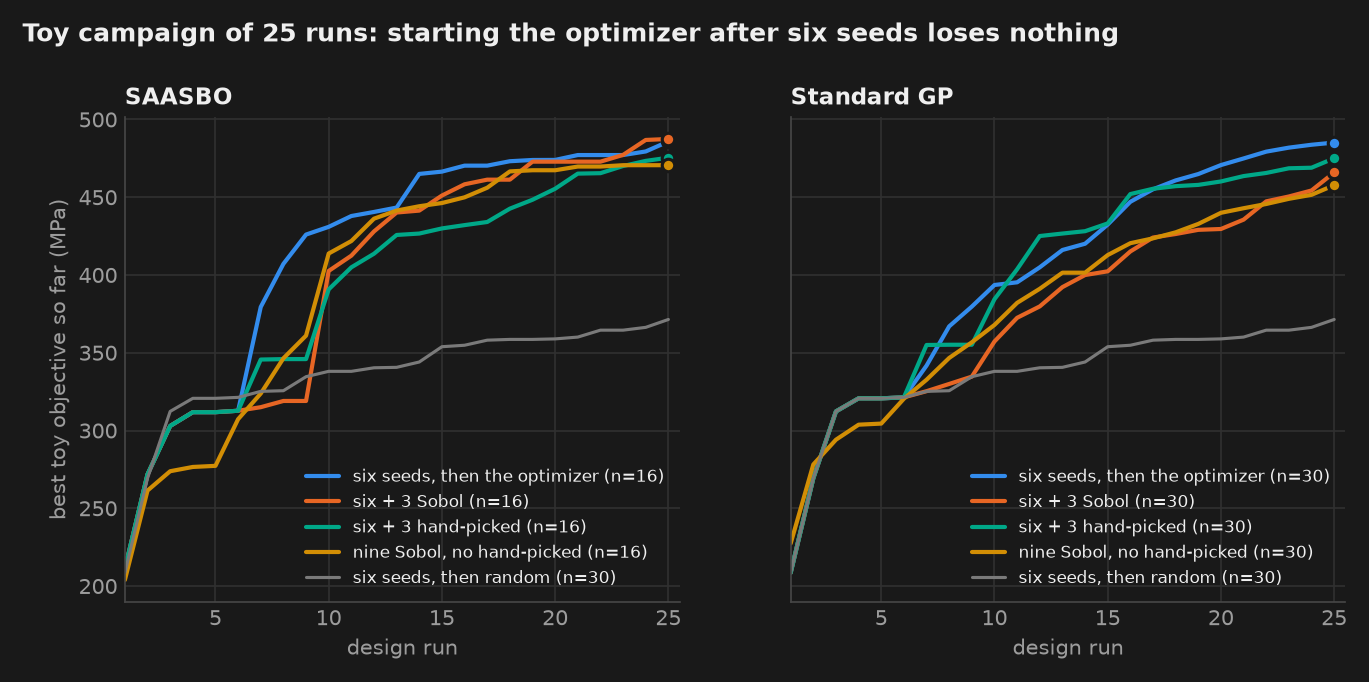 Toy campaign of 25 runs: starting the optimizer after six seeds loses nothing
SAASBO
best toy objective so far (MPa)
500
450
400
350
300
250
200
six seeds, then the optimizer (n=16)
six + 3 Sobol (n=16)
six + 3 hand-picked (n=16)
nine Sobol, no hand-picked (n=16)
six seeds, then random (n=30)
5 10 15 20 25
design run
Standard GP
six seeds, then the optimizer (n=30)
six + 3 Sobol (n=30)
six + 3 hand-picked (n=30)
nine Sobol, no hand-picked (n=30)
six seeds, then random (n=30)
5 10 15 20 25
design run